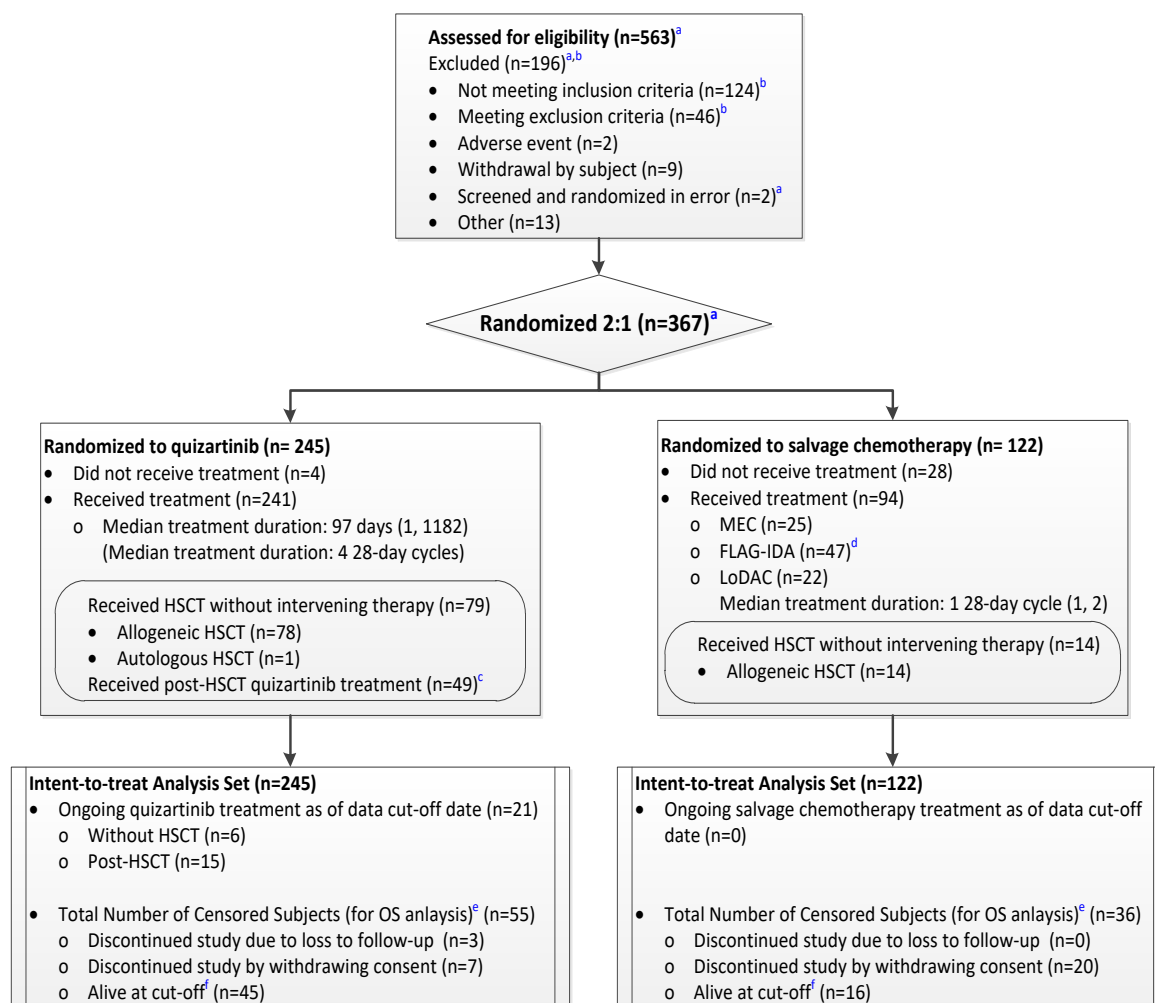 Assessed for eligibility (n=563)a
Excluded (n=196)a,b
• Not meeting inclusion criteria (n=124)b
• Meeting exclusion criteria (n=46)b
• Adverse event (n=2)
• Withdrawal by subject (n=9)
• Screened and randomized in error (n=2)a
• Other (n=13)
Randomized 2:1 (n=367)a
Randomized to quizartinib (n= 245)
• Did not receive treatment (n=4)
• Received treatment (n=241)
o Median treatment duration: 97 days (1, 1182)
(Median treatment duration: 4 28-day cycles)
Received HSCT without intervening therapy (n=79)
• Allogeneic HSCT (n=78)
• Autologous HSCT (n=1)
Received post-HSCT quizartinib treatment (n=49)c
Randomized to salvage chemotherapy (n= 122)
• Did not receive treatment (n=28)
• Received treatment (n=94)
o MEC (n=25)
o FLAG-IDA (n=47)d
o LoDAC (n=22)
Median treatment duration: 1 28-day cycle (1, 2)
Received HSCT without intervening therapy (n=14)
• Allogeneic HSCT (n=14)
Intent-to-treat Analysis Set (n=245)
• Ongoing quizartinib treatment as of data cut-off date (n=21)
o Without HSCT (n=6)
o Post-HSCT (n=15)
• Total Number of Censored Subjects (for OS anlaysis)e (n=55)
o Discontinued study due to loss to follow-up (n=3)
o Discontinued study by withdrawing consent (n=7)
o Alive at cut-offf (n=45)
Intent-to-treat Analysis Set (n=122)
• Ongoing salvage chemotherapy treatment as of data cut-off
date (n=0)
• Total Number of Censored Subjects (for OS anlaysis)e (n=36)
o Discontinued study due to loss to follow-up (n=0)
o Discontinued study by withdrawing consent (n=20)
o Alive at cut-offf (n=16)